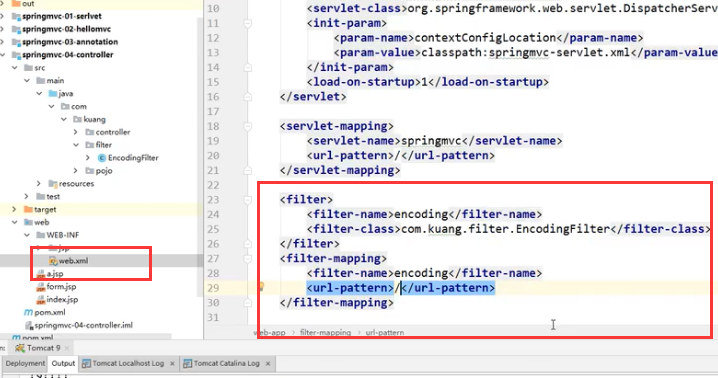 out
springmvc-01-serlvet
springmvc-02-hellomvc
springmvc-03-annotation
springmvc-04-controller
src
main
java
com
kuang
controller
filter
EncodingFilter
pojo
resources
test
target
web
WEB-INF
jsp
web.xml
a.jsp
form.jsp
index.jsp
pom.xml
springmvc-04-controller.iml
pom.xml
10 <servlet-class>org.springframework.web.servlet.DispatcherServ
11 <init-param>
12 <param-name>contextConfigLocation</param-name>
13 <param-value>classpath:springmvc-servlet.xml</param-value
14 </init-param>
15 <load-on-startup>1</load-on-startup>
16 </servlet>
17
18 <servlet-mapping>
19 <servlet-name>springmvc</servlet-name>
20 <url-pattern>/</url-pattern>
21 </servlet-mapping>
22
23 <filter>
24 <filter-name>encoding</filter-name>
25 <filter-class>com.kuang.filter.EncodingFilter</filter-class>
26 </filter>
27 <filter-mapping>
28 <filter-name>encoding</filter-name>
29 <url-pattern>/</url-pattern>
30 </filter-mapping>
31
web-app › filter-mapping › url-pattern
Tomcat 9
Deployment Output Tomcat Localhost Log Tomcat Catalina Log